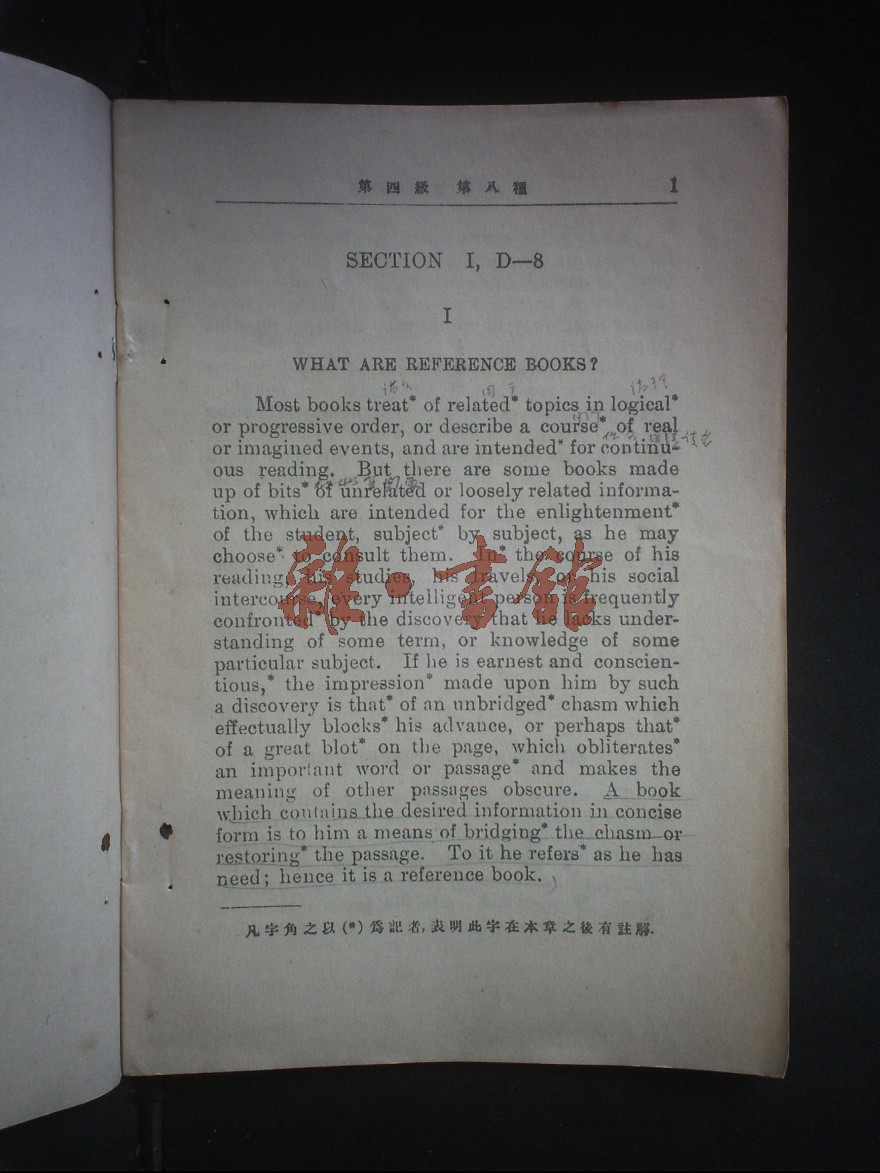 第四級 第八種 1
SECTION I, D—8
I
WHAT ARE REFERENCE BOOKS?
Most books treat* of related* topics in logical*
or progressive order, or describe a course* of real
or imagined events, and are intended* for continu-
ous reading. But there are some books made
up of bits* of unrelated or loosely related informa-
tion, which are intended for the enlightenment*
of the student, subject* by subject, as he may
choose* to consult them. In* the course of his
reading, his studies, his travels, or his social
intercourse, every intelligent person is frequently
confronted* by the discovery that he lacks under-
standing of some term, or knowledge of some
particular subject. If he is earnest and conscien-
tious,* the impression* made upon him by such
a discovery is that* of an unbridged* chasm which
effectually blocks* his advance, or perhaps that*
of a great blot* on the page, which obliterates*
an important word or passage* and makes the
meaning of other passages obscure. A book
which contains the desired information in concise
form is to him a means of bridging* the chasm or
restoring* the passage. To it he refers* as he has
need; hence it is a reference book.
凡字角之以(*)爲記者,表明此字在本章之後有註解.
雜·書館